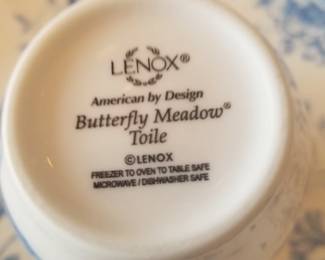 LENOX®
American by Design
Butterfly Meadow®
Toile
©LENOX
FREEZER TO OVEN TO TABLE SAFE
MICROWAVE / DISHWASHER SAFE